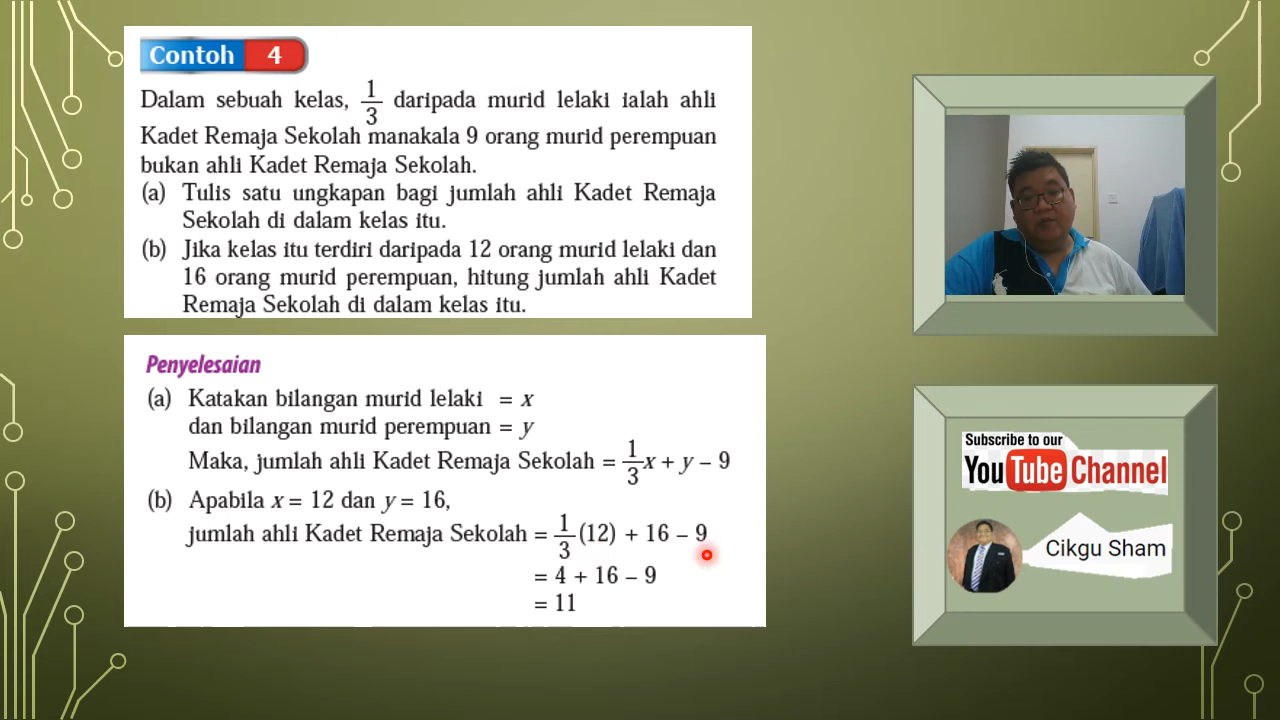 Contoh 4
Dalam sebuah kelas, 1/3 daripada murid lelaki ialah ahli
Kadet Remaja Sekolah manakala 9 orang murid perempuan
bukan ahli Kadet Remaja Sekolah.
(a) Tulis satu ungkapan bagi jumlah ahli Kadet Remaja
Sekolah di dalam kelas itu.
(b) Jika kelas itu terdiri daripada 12 orang murid lelaki dan
16 orang murid perempuan, hitung jumlah ahli Kadet
Remaja Sekolah di dalam kelas itu.
Penyelesaian
(a) Katakan bilangan murid lelaki = x
dan bilangan murid perempuan = y
Maka, jumlah ahli Kadet Remaja Sekolah = 1/3 x + y – 9
(b) Apabila x = 12 dan y = 16,
jumlah ahli Kadet Remaja Sekolah = 1/3 (12) + 16 – 9
= 4 + 16 – 9
= 11
Subscribe to our
YouTube Channel
Cikgu Sham